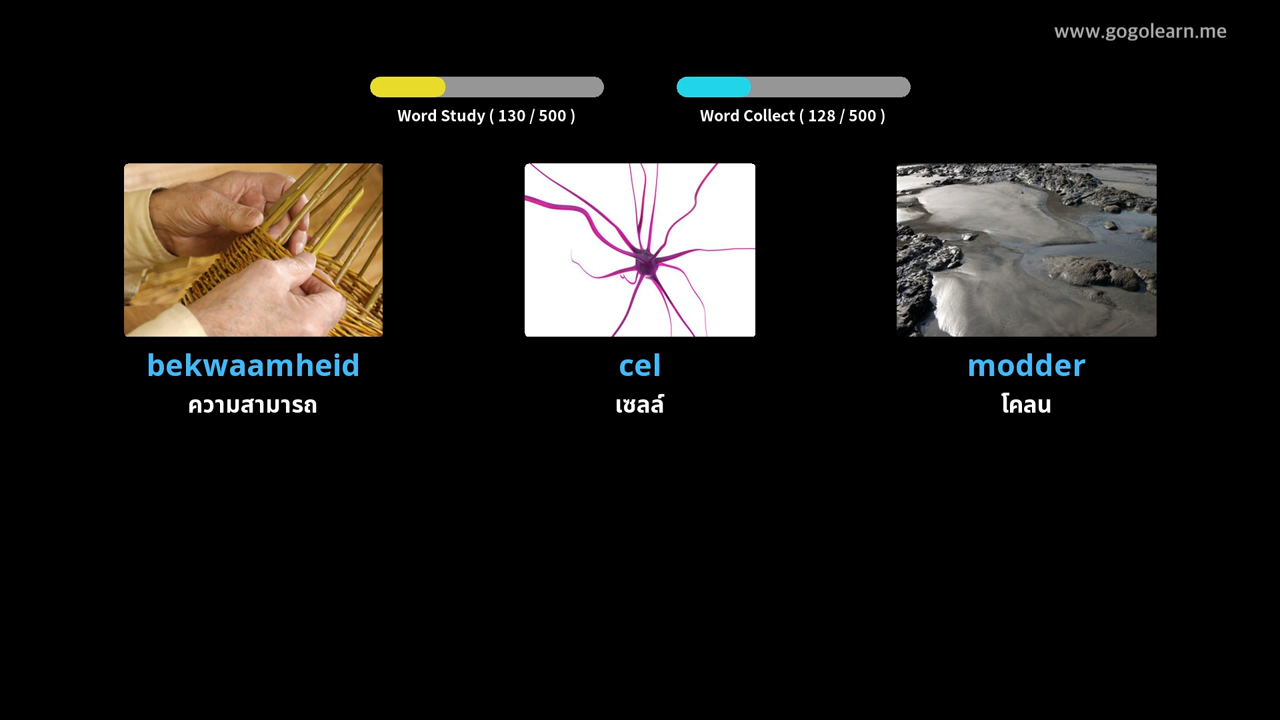 www.gogolearn.me
Word Study ( 130 / 500 )
Word Collect ( 128 / 500 )
bekwaamheid
ความสามารถ
cel
เซลล์
modder
โคลน